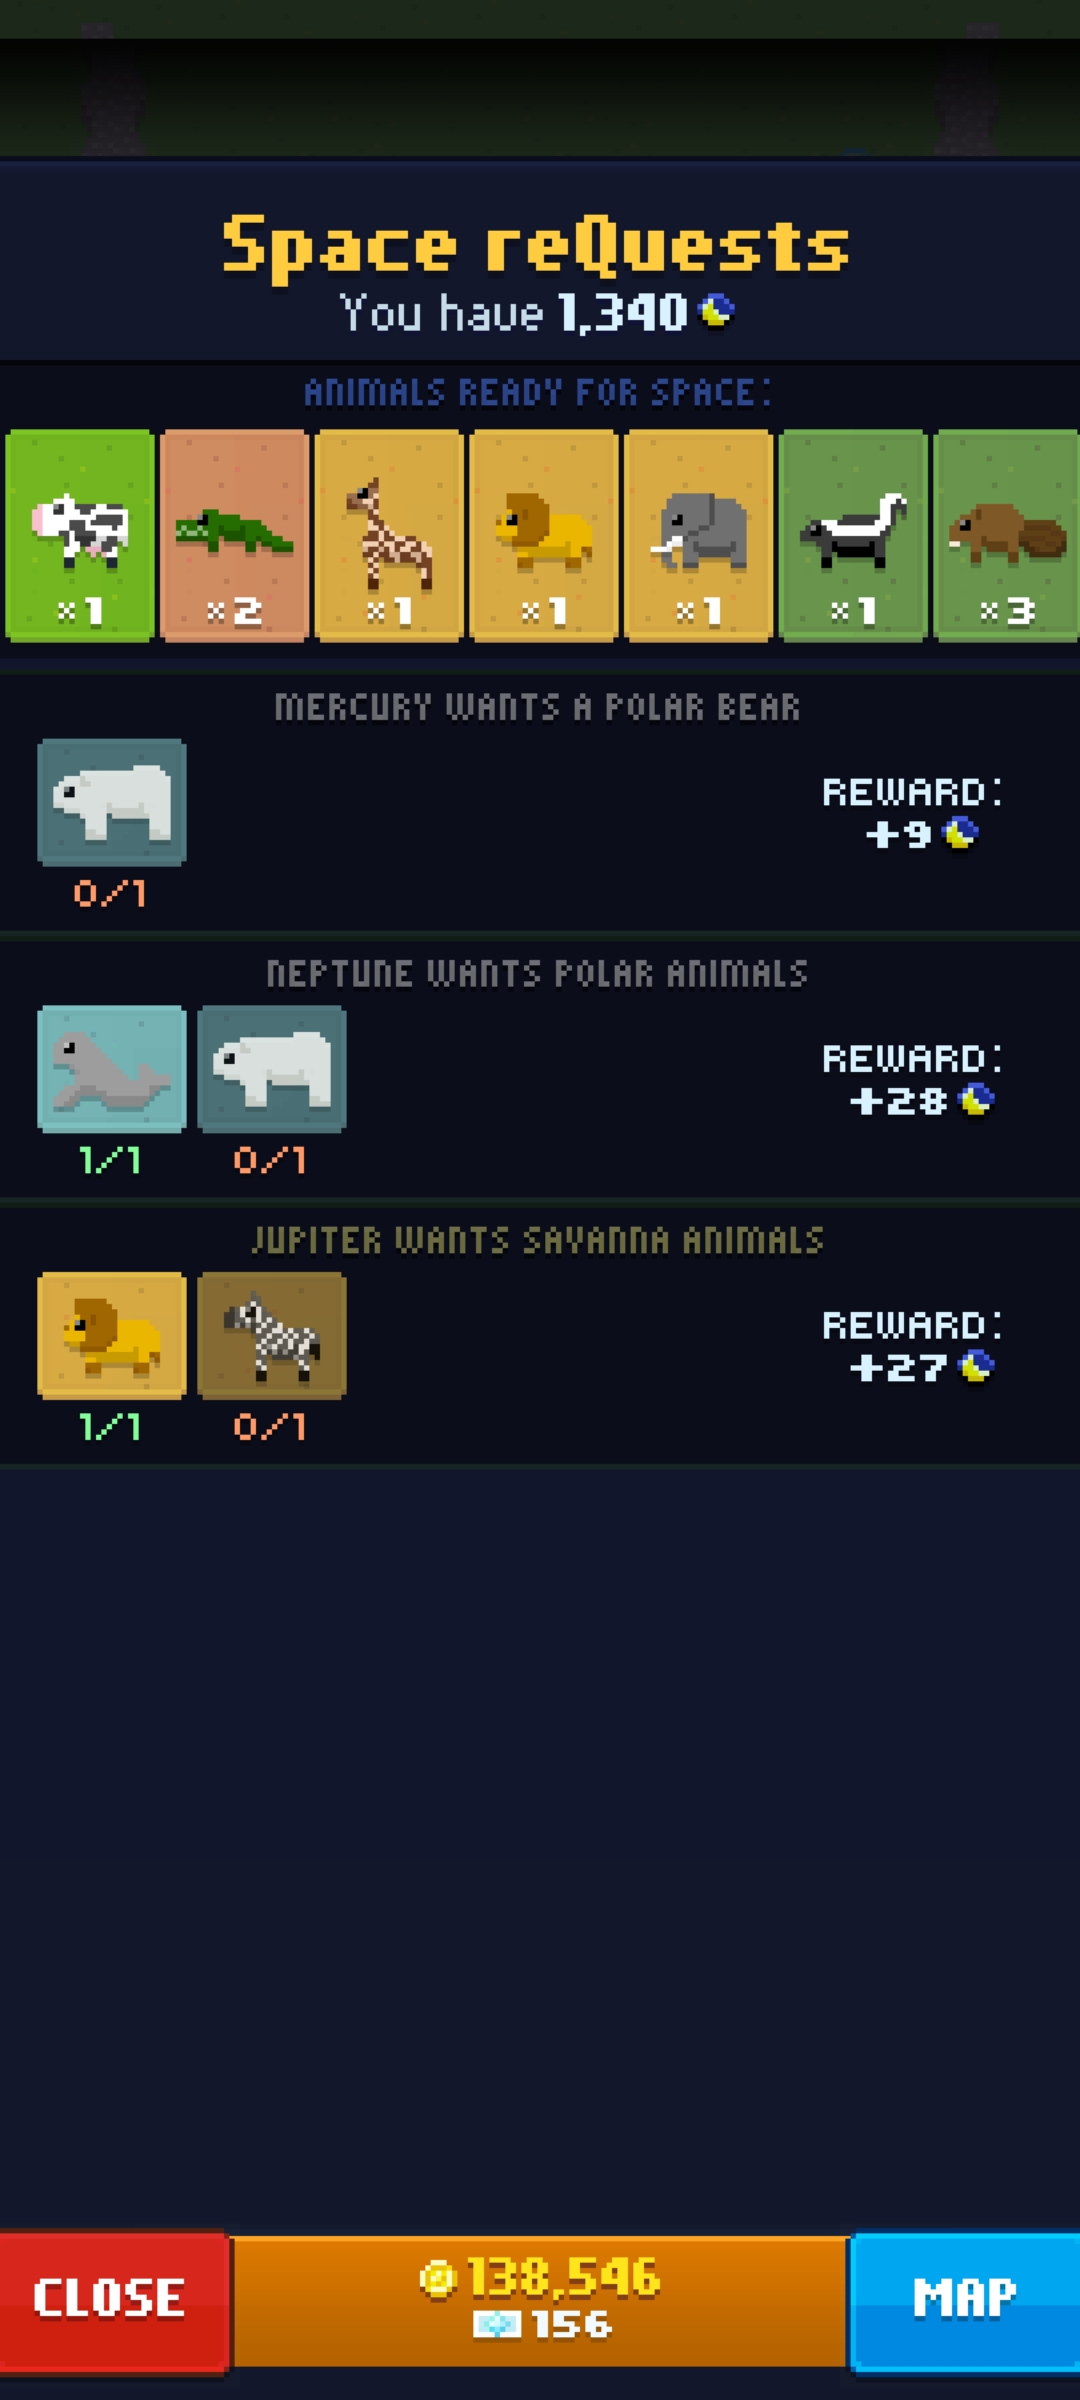 Space reQuests
You have 1,340
ANIMALS READY FOR SPACE:
×1 ×2 ×1 ×1 ×1 ×1 ×3
MERCURY WANTS A POLAR BEAR
REWARD:
+9
0/1
NEPTUNE WANTS POLAR ANIMALS
REWARD:
+28
1/1 0/1
JUPITER WANTS SAVANNA ANIMALS
REWARD:
+27
1/1 0/1
CLOSE
138,546
156
MAP